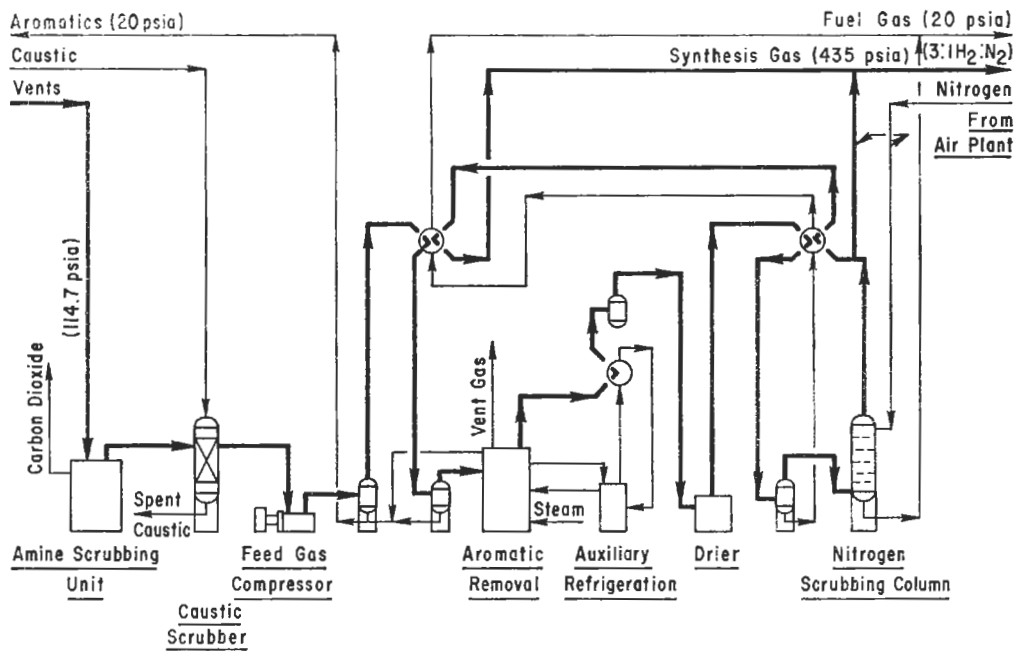 Aromatics (20 psia)
Fuel Gas (20 psia)
Caustic
Synthesis Gas (435 psia) (3:1H2:N2)
Vents
Nitrogen
From
Air Plant
(114.7 psia)
Carbon Dioxide
Vent Gas
Spent
Caustic
Steam
Amine Scrubbing
Unit
Feed Gas
Compressor
Aromatic
Removal
Auxiliary
Refrigeration
Drier
Nitrogen
Scrubbing Column
Caustic
Scrubber